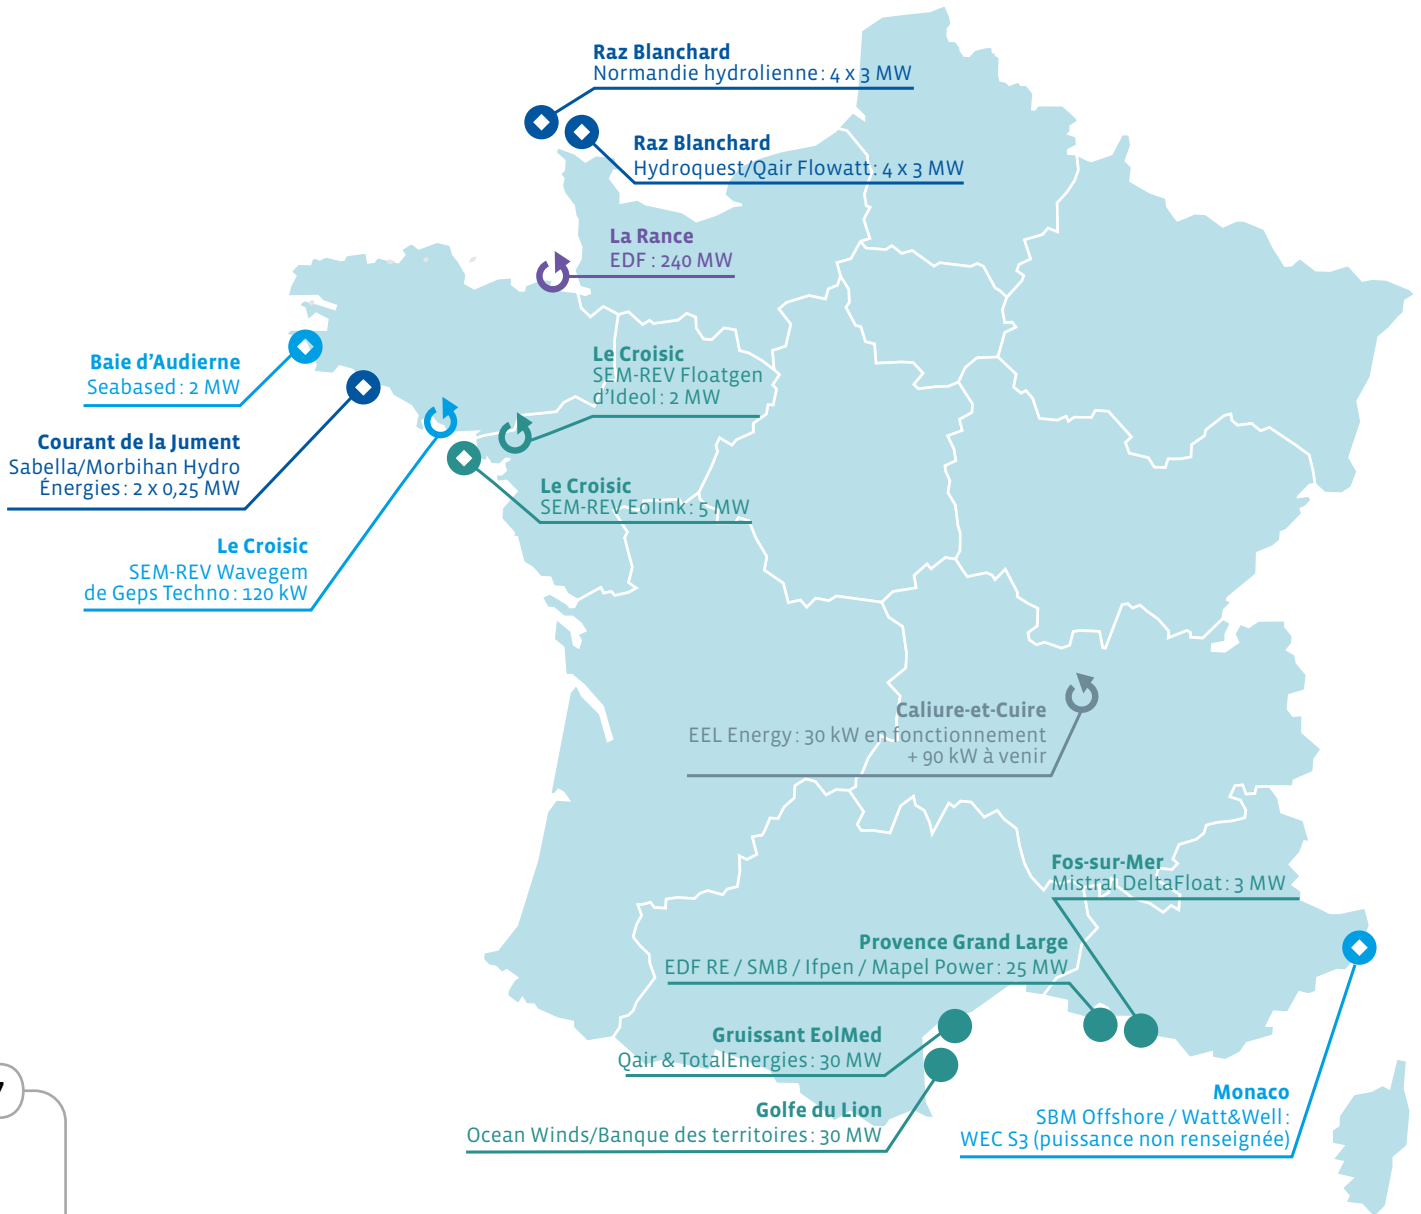 Raz Blanchard
Normandie hydrolienne : 4 x 3 MW
Raz Blanchard
Hydroquest/Qair Flowatt : 4 x 3 MW
La Rance
EDF : 240 MW
Baie d'Audierne
Seabased : 2 MW
Le Croisic
SEM-REV Floatgen
d'Ideol : 2 MW
Courant de la Jument
Sabella/Morbihan Hydro
Énergies : 2 x 0,25 MW
Le Croisic
SEM-REV Eolink : 5 MW
Le Croisic
SEM-REV Wavegem
de Geps Techno : 120 kW
Caliure-et-Cuire
EEL Energy : 30 kW en fonctionnement
+ 90 kW à venir
Fos-sur-Mer
Mistral DeltaFloat : 3 MW
Provence Grand Large
EDF RE / SMB / Ifpen / Mapel Power : 25 MW
Gruissant EolMed
Qair & TotalEnergies : 30 MW
Golfe du Lion
Ocean Winds/Banque des territoires : 30 MW
Monaco
SBM Offshore / Watt&Well :
WEC S3 (puissance non renseignée)